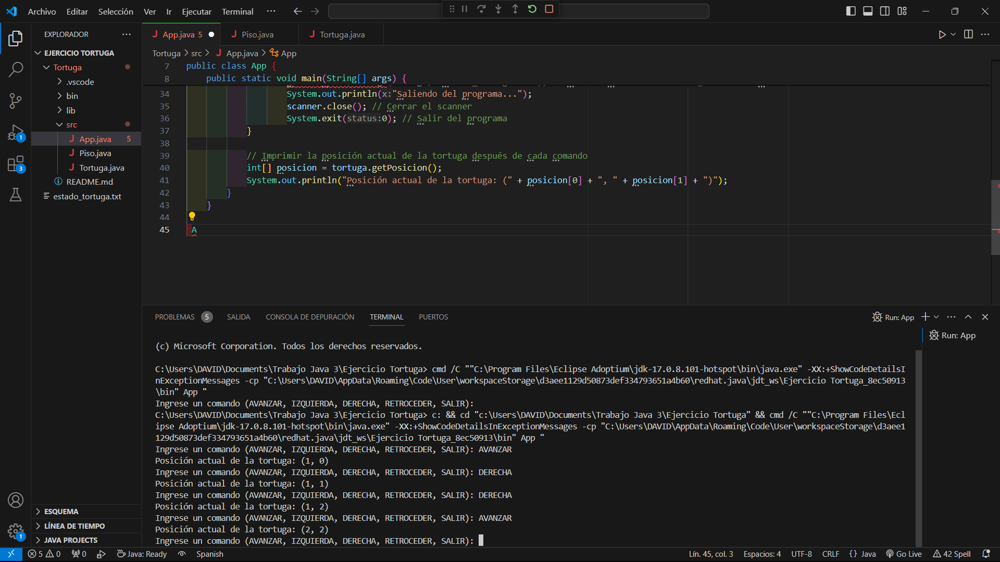 Archivo Editar Selección Ver Ir Ejecutar Terminal ···
EXPLORADOR ···
EJERCICIO TORTUGA
Tortuga
.vscode
bin
lib
src
App.java 5
Piso.java
Tortuga.java
README.md
estado_tortuga.txt
ESQUEMA
LÍNEA DE TIEMPO
JAVA PROJECTS
1
3
1
App.java 5
Piso.java
Tortuga.java
Tortuga > src > App.java > App
7 public class App {
8 public static void main(String[] args) {
34 System.out.println(x:"Saliendo del programa...");
35 scanner.close(); // Cerrar el scanner
36 System.exit(status:0); // Salir del programa
37 }
38
39 // Imprimir la posición actual de la tortuga después de cada comando
40 int[] posicion = tortuga.getPosicion();
41 System.out.println("Posición actual de la tortuga: (" + posicion[0] + ", " + posicion[1] + ")");
42 }
43 }
44
45 A
PROBLEMAS 5 SALIDA CONSOLA DE DEPURACIÓN TERMINAL PUERTOS
Run: App
Run: App
(c) Microsoft Corporation. Todos los derechos reservados.
C:\Users\DAVID\Documents\Trabajo Java 3\Ejercicio Tortuga> cmd /C ""C:\Program Files\Eclipse Adoptium\jdk-17.0.8.101-hotspot\bin\java.exe" -XX:+ShowCodeDetailsI
nExceptionMessages -cp "C:\Users\DAVID\AppData\Roaming\Code\User\workspaceStorage\d3aee1129d50873def334793651a4b60\redhat.java\jdt_ws\Ejercicio Tortuga_8ec50913
\bin" App "
Ingrese un comando (AVANZAR, IZQUIERDA, DERECHA, RETROCEDER, SALIR):
C:\Users\DAVID\Documents\Trabajo Java 3\Ejercicio Tortuga> c: && cd "c:\Users\DAVID\Documents\Trabajo Java 3\Ejercicio Tortuga" && cmd /C ""C:\Program Files\Ecl
ipse Adoptium\jdk-17.0.8.101-hotspot\bin\java.exe" -XX:+ShowCodeDetailsInExceptionMessages -cp "C:\Users\DAVID\AppData\Roaming\Code\User\workspaceStorage\d3aee1
129d50873def334793651a4b60\redhat.java\jdt_ws\Ejercicio Tortuga_8ec50913\bin" App "
Ingrese un comando (AVANZAR, IZQUIERDA, DERECHA, RETROCEDER, SALIR): AVANZAR
Posición actual de la tortuga: (1, 0)
Ingrese un comando (AVANZAR, IZQUIERDA, DERECHA, RETROCEDER, SALIR): DERECHA
Posición actual de la tortuga: (1, 1)
Ingrese un comando (AVANZAR, IZQUIERDA, DERECHA, RETROCEDER, SALIR): DERECHA
Posición actual de la tortuga: (1, 2)
Ingrese un comando (AVANZAR, IZQUIERDA, DERECHA, RETROCEDER, SALIR): AVANZAR
Posición actual de la tortuga: (2, 2)
Ingrese un comando (AVANZAR, IZQUIERDA, DERECHA, RETROCEDER, SALIR):
5 0 0 Java: Ready Spanish Lín. 45, col. 3 Espacios: 4 UTF-8 CRLF {} Java Go Live 42 Spell